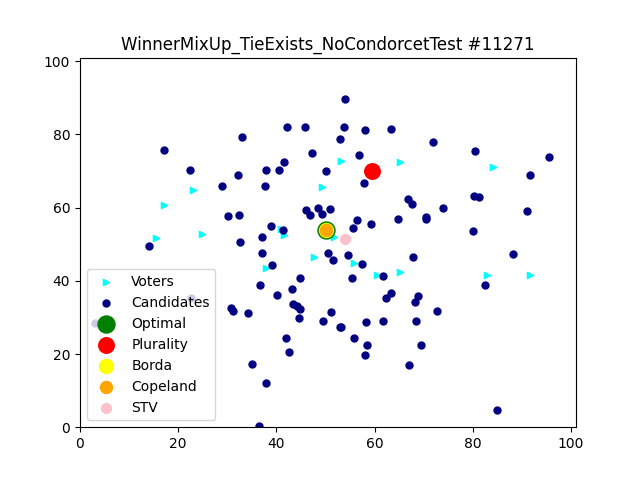 WinnerMixUp_TieExists_NoCondorcetTest #11271
100
80
60
40
20
0
Voters
Candidates
Optimal
Plurality
Borda
Copeland
STV
0 20 40 60 80 100